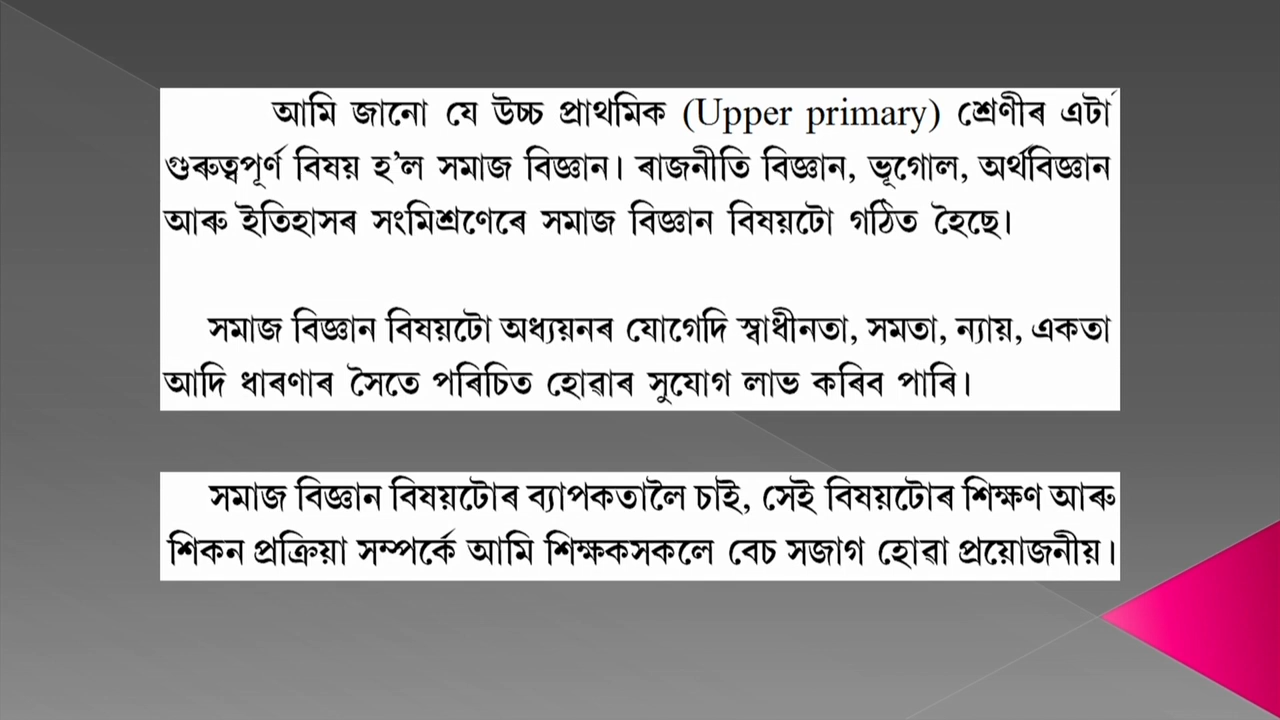 আমি জানো যে উচ্চ প্ৰাথমিক (Upper primary) শ্ৰেণীৰ এটা
গুৰুত্বপূৰ্ণ বিষয় হ’ল সমাজ বিজ্ঞান। ৰাজনীতি বিজ্ঞান, ভূগোল, অৰ্থবিজ্ঞান
আৰু ইতিহাসৰ সংমিশ্ৰণেৰে সমাজ বিজ্ঞান বিষয়টো গঠিত হৈছে।
সমাজ বিজ্ঞান বিষয়টো অধ্যয়নৰ যোগেদি স্বাধীনতা, সমতা, ন্যায়, একতা
আদি ধাৰণাৰ সৈতে পৰিচিত হোৱাৰ সুযোগ লাভ কৰিব পাৰি।
সমাজ বিজ্ঞান বিষয়টোৰ ব্যাপকতালৈ চাই, সেই বিষয়টোৰ শিক্ষণ আৰু
শিকন প্ৰক্ৰিয়া সম্পৰ্কে আমি শিক্ষকসকলে বেচ সজাগ হোৱা প্ৰয়োজনীয়।